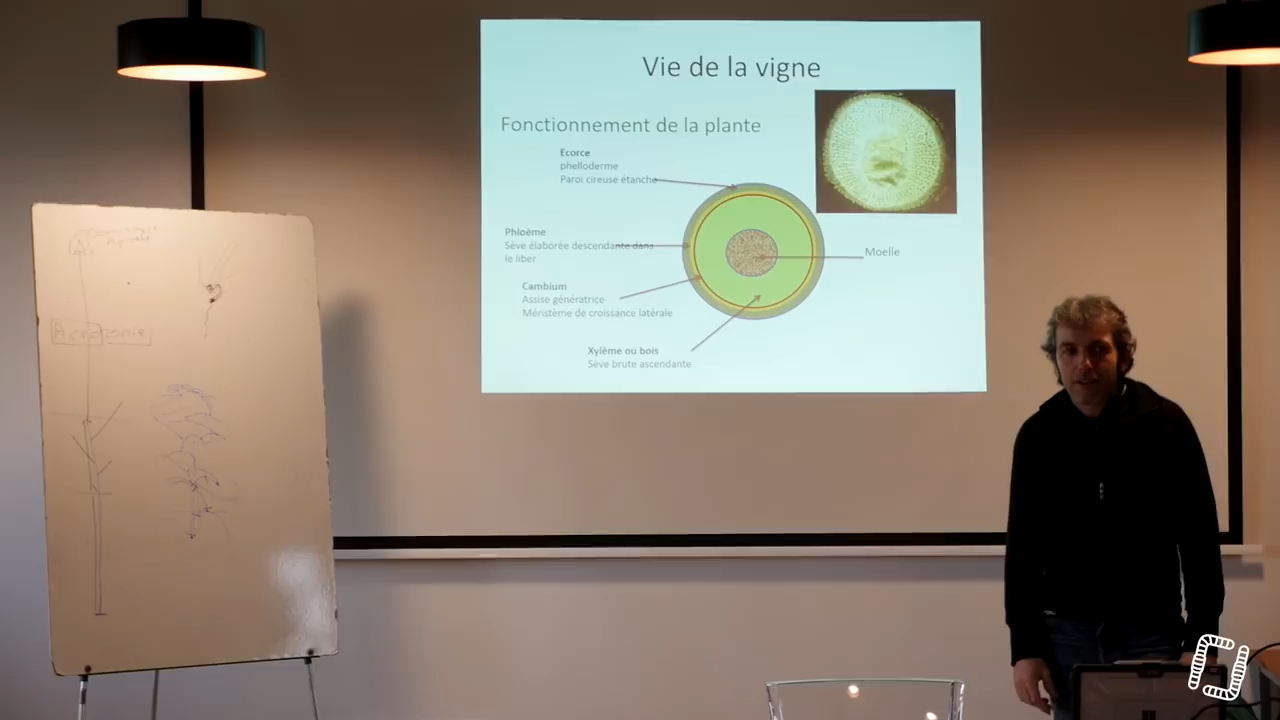 Vie de la vigne
Fonctionnement de la plante
Ecorce
phelloderme
Paroi cireuse étanche
Phloème
Sève élaborée descendante dans
le liber
Cambium
Assise génératrice
Méristème de croissance latérale
Xylème ou bois
Sève brute ascendante
Moelle
Acrotonie